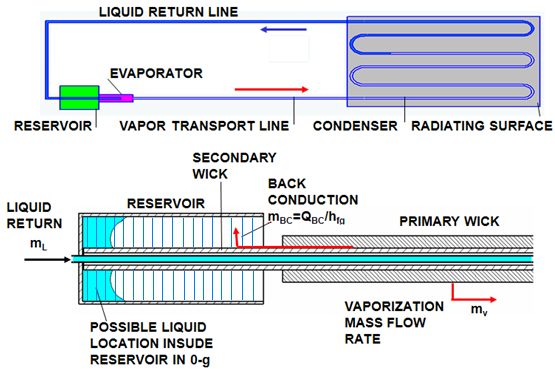 LIQUID RETURN LINE
EVAPORATOR
RESERVOIR
VAPOR TRANSPORT LINE
CONDENSER
RADIATING SURFACE
SECONDARY
WICK
RESERVOIR
BACK
CONDUCTION
mBC=QBC/hfg
LIQUID
RETURN
mL
PRIMARY WICK
VAPORIZATION
MASS FLOW
RATE
mv
POSSIBLE LIQUID
LOCATION INSUDE
RESERVOIR IN 0-g